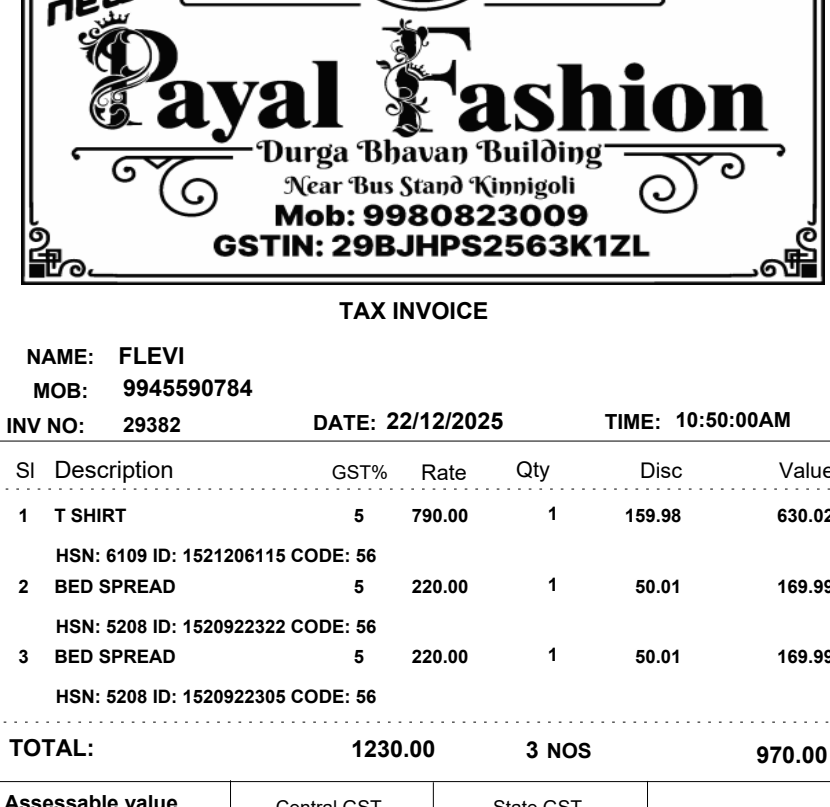 new
Payal Fashion
Durga Bhavan Building
Near Bus Stand Kinnigoli
Mob: 9980823009
GSTIN: 29BJHPS2563K1ZL
TAX INVOICE
NAME: FLEVI
MOB: 9945590784
INV NO: 29382 DATE: 22/12/2025 TIME: 10:50:00AM
Sl Description GST% Rate Qty Disc Value
1 T SHIRT 5 790.00 1 159.98 630.02
HSN: 6109 ID: 1521206115 CODE: 56
2 BED SPREAD 5 220.00 1 50.01 169.99
HSN: 5208 ID: 1520922322 CODE: 56
3 BED SPREAD 5 220.00 1 50.01 169.99
HSN: 5208 ID: 1520922305 CODE: 56
TOTAL: 1230.00 3 NOS 970.00
Assessable value Central GST State GST